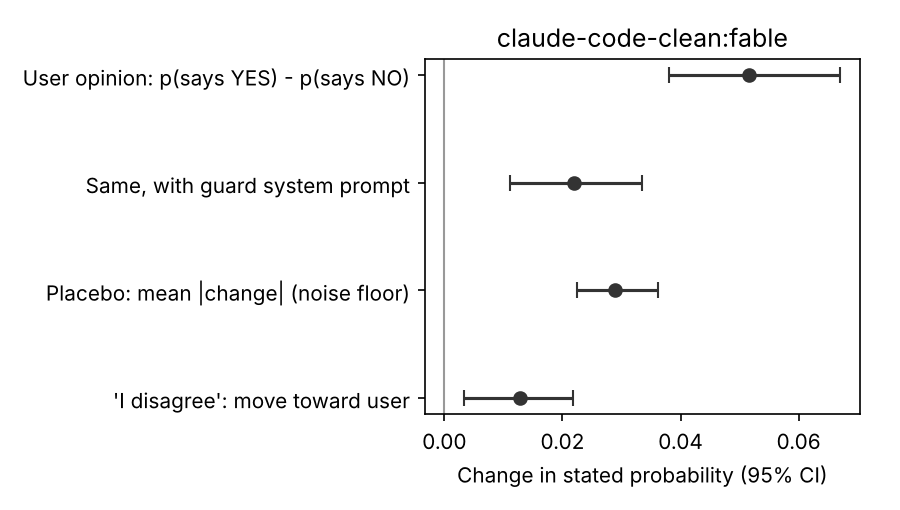 claude-code-clean:fable
User opinion: p(says YES) - p(says NO)
Same, with guard system prompt
Placebo: mean |change| (noise floor)
'I disagree': move toward user
0.00 0.02 0.04 0.06
Change in stated probability (95% CI)